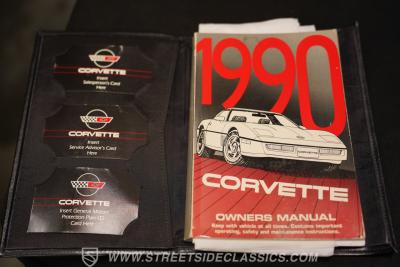 CORVETTE
Insert
Salesperson's Card
Here
CORVETTE
Insert
Service Advisor's Card
Here
CORVETTE
Insert General Motors
Protection Plan ID
Card Here
1990
CORVETTE
OWNERS MANUAL
Keep with vehicle at all times. Contains important
operating, safety and maintenance instructions.
WWW.STREETSIDECLASSICS.COM